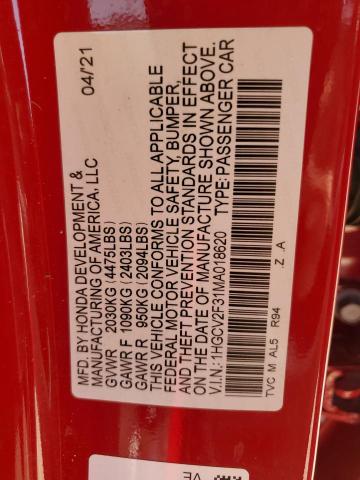 MFD. BY HONDA DEVELOPMENT &
MANUFACTURING OF AMERICA, LLC
04/21
GVWR 2030KG (4475LBS)
GAWR F 1090KG (2403LBS)
GAWR R 950KG (2094LBS)
THIS VEHICLE CONFORMS TO ALL APPLICABLE
FEDERAL MOTOR VEHICLE SAFETY, BUMPER,
AND THEFT PREVENTION STANDARDS IN EFFECT
ON THE DATE OF MANUFACTURE SHOWN ABOVE.
V.I.N.: 1HGCV2F31MA018620 TYPE: PASSENGER CAR
TVC M AL5 R94 .Z .A
VE